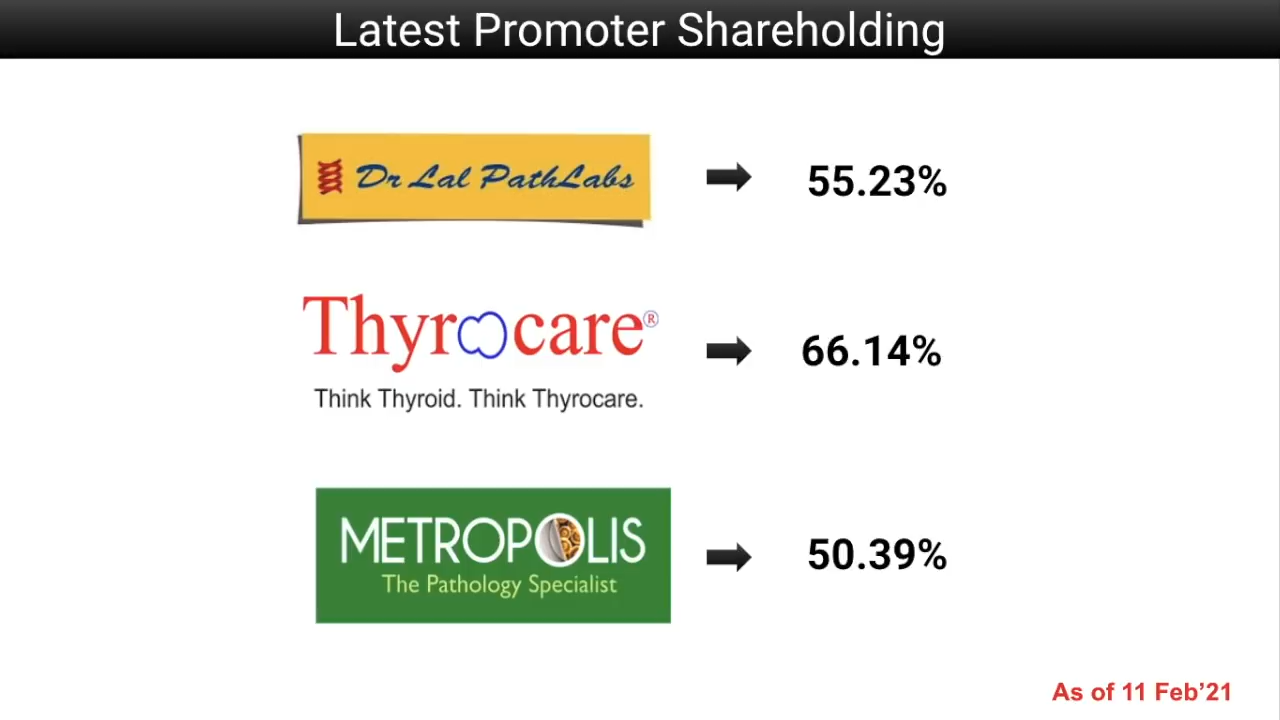 Latest Promoter Shareholding
Dr Lal PathLabs
55.23%
Thyrocare®
66.14%
Think Thyroid. Think Thyrocare.
METROPOLIS
The Pathology Specialist
50.39%
As of 11 Feb’21